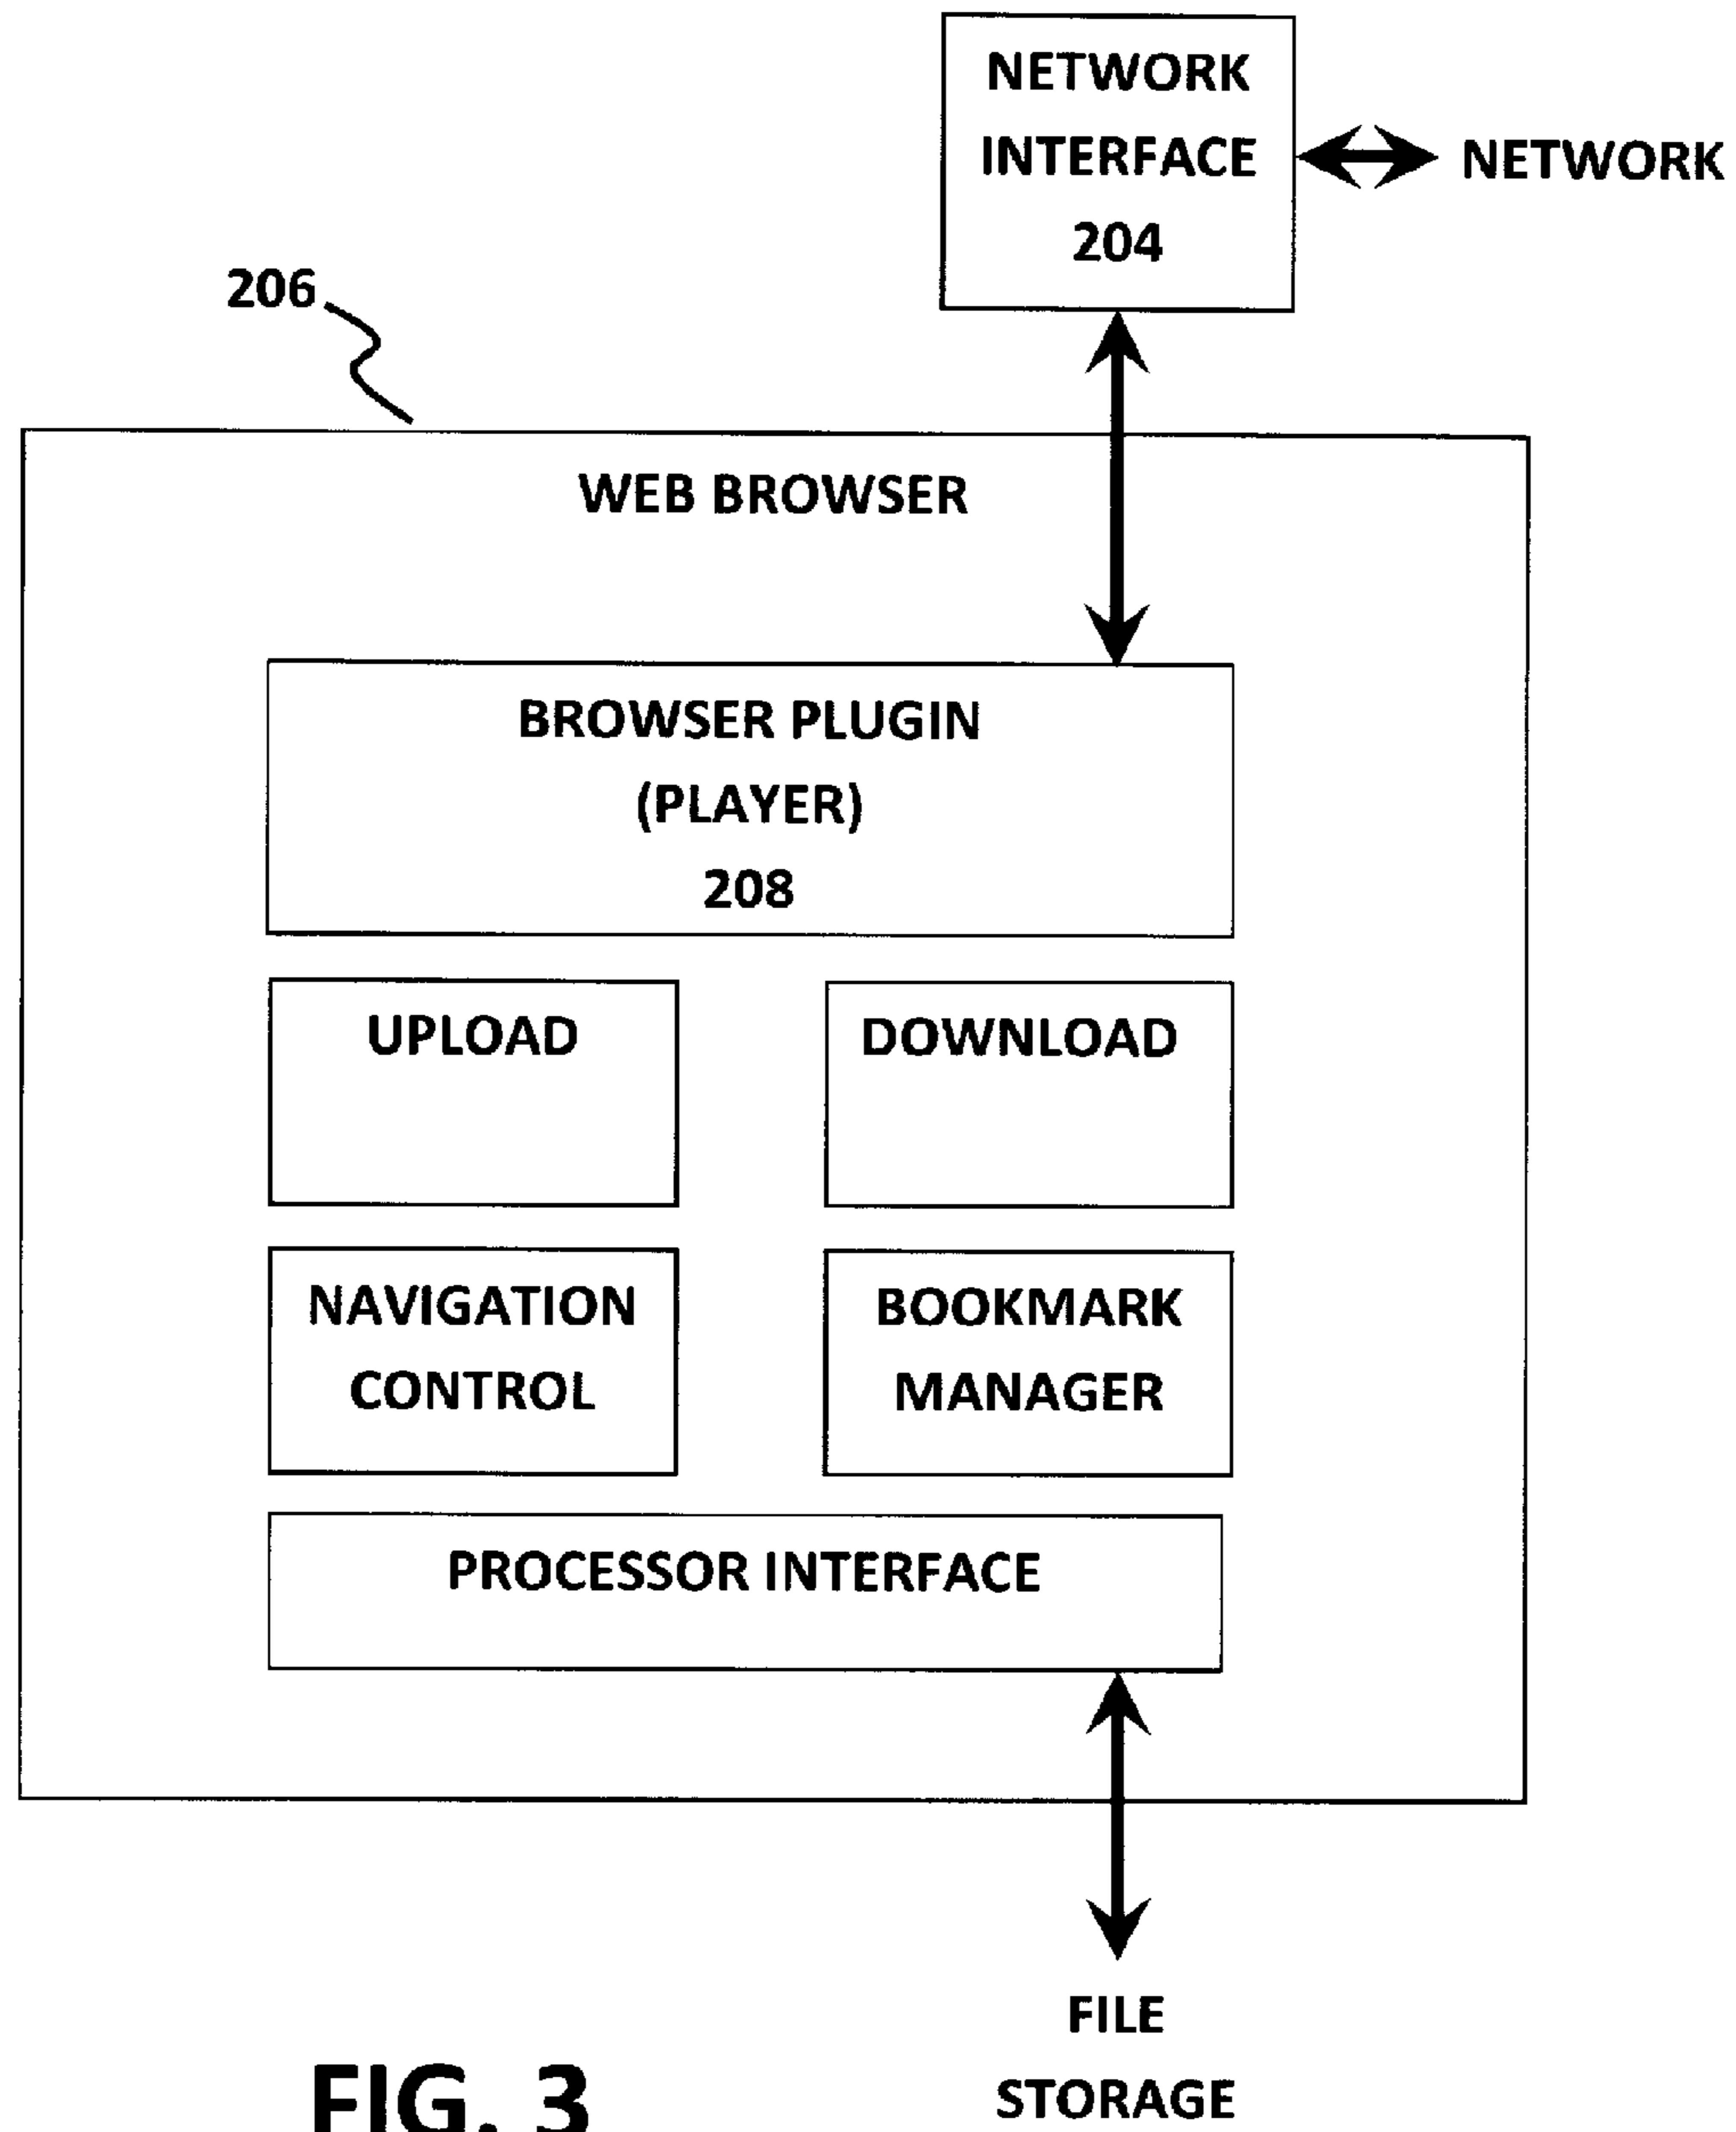 NETWORK
INTERFACE
204
NETWORK
206
WEB BROWSER
BROWSER PLUGIN
(PLAYER)
208
UPLOAD
DOWNLOAD
NAVIGATION
CONTROL
BOOKMARK
MANAGER
PROCESSOR INTERFACE
FILE
STORAGE
FIG. 3